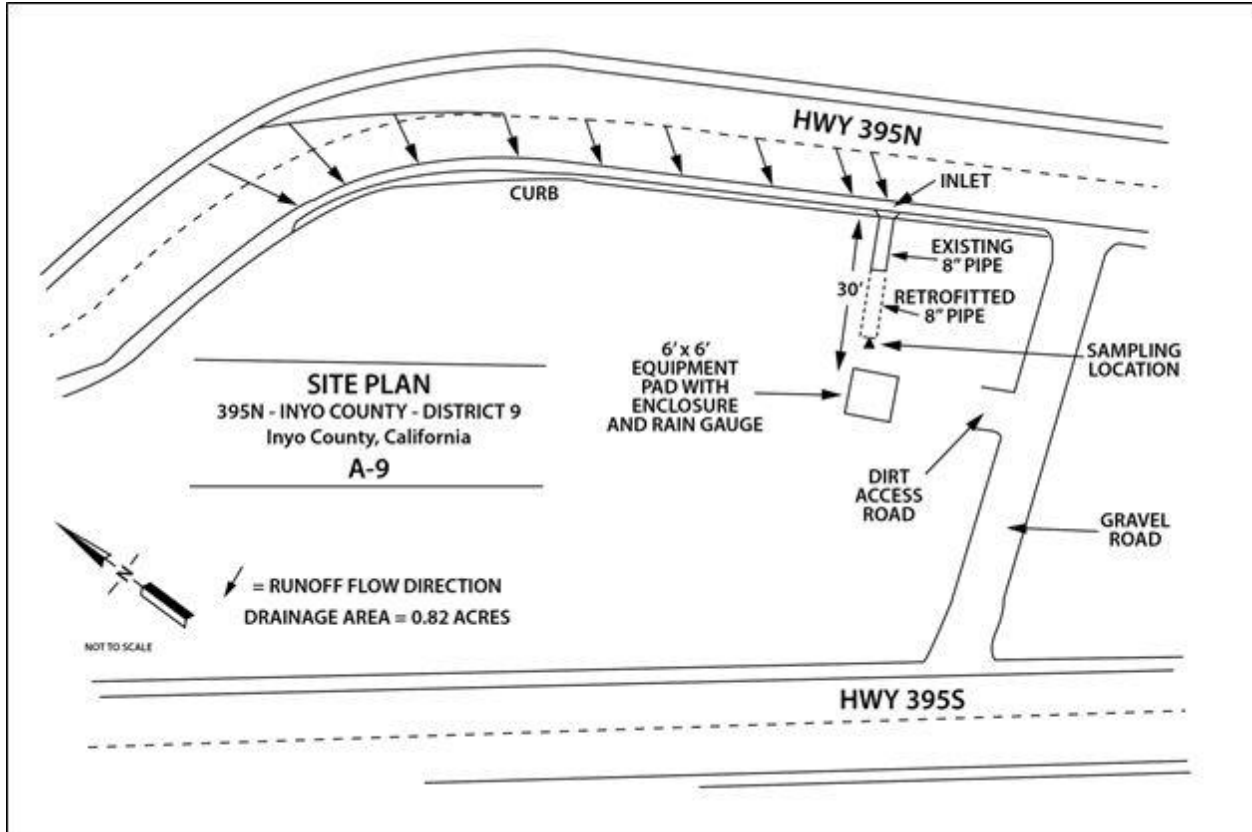 HWY 395N
INLET
CURB
EXISTING
8" PIPE
30'
RETROFITTED
8" PIPE
6' x 6'
EQUIPMENT
PAD WITH
ENCLOSURE
AND RAIN GAUGE
SAMPLING
LOCATION
SITE PLAN
395N - INYO COUNTY - DISTRICT 9
Inyo County, California
A-9
DIRT
ACCESS
ROAD
GRAVEL
ROAD
N
= RUNOFF FLOW DIRECTION
DRAINAGE AREA = 0.82 ACRES
NOT TO SCALE
HWY 395S